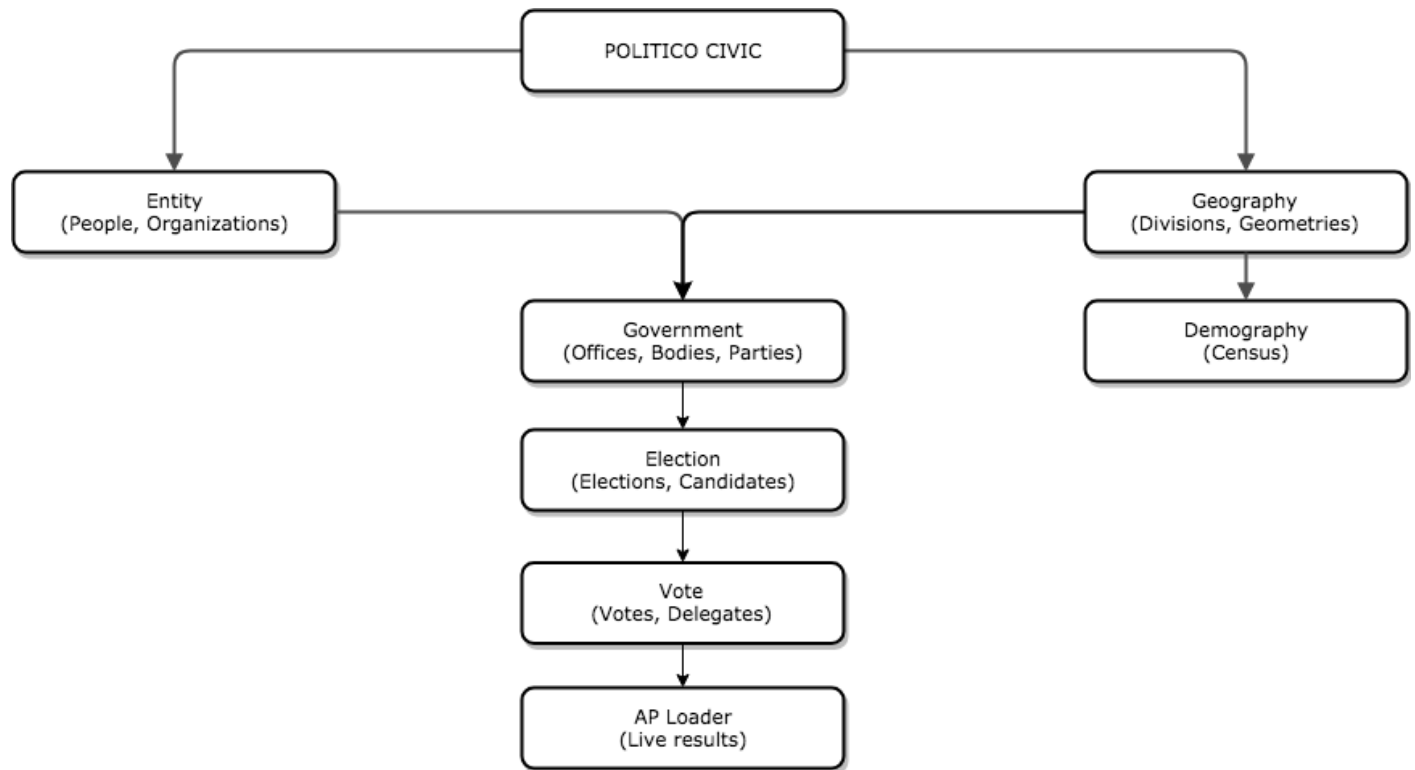 POLITICO CIVIC
Entity
(People, Organizations)
Geography
(Divisions, Geometries)
Government
(Offices, Bodies, Parties)
Demography
(Census)
Election
(Elections, Candidates)
Vote
(Votes, Delegates)
AP Loader
(Live results)